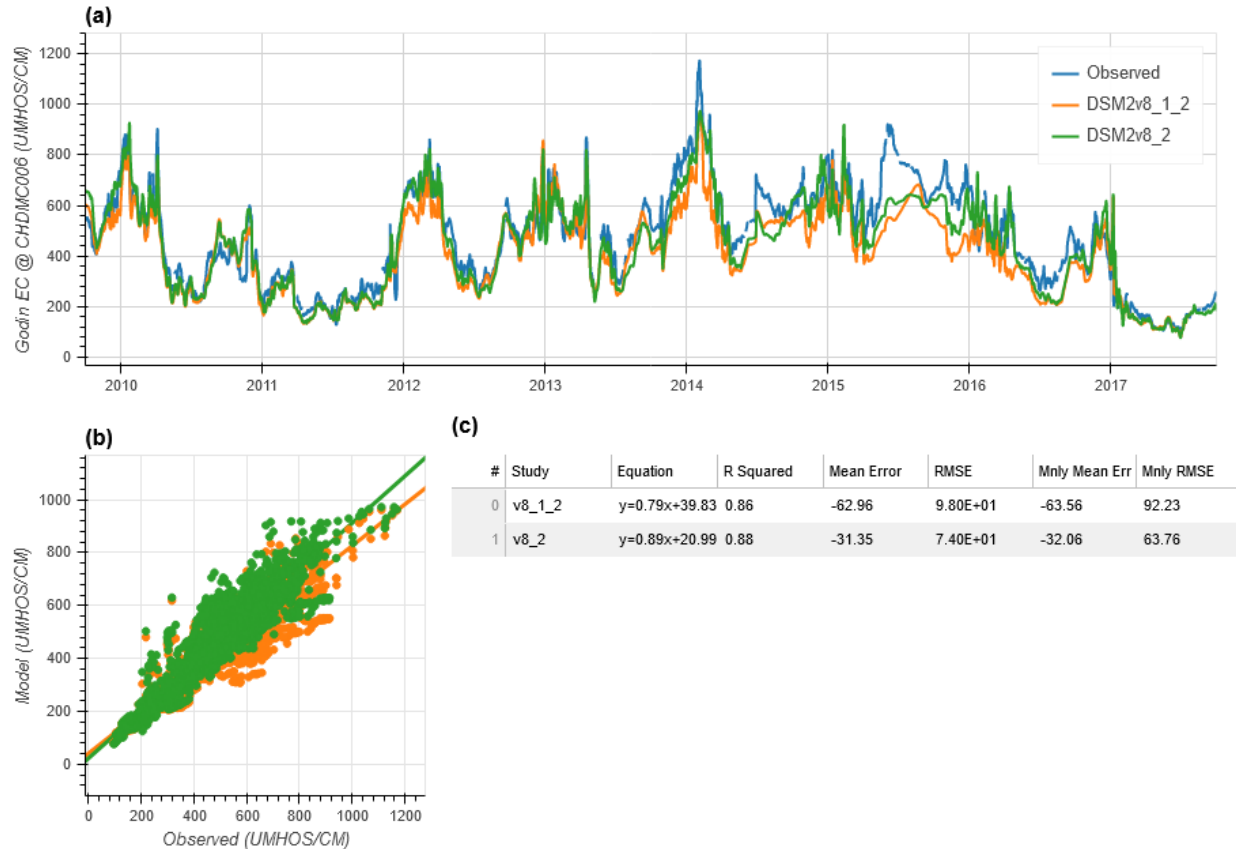 (a)
Godin EC @ CHDMC006 (UMHOS/CM)
1200
1000
800
600
400
200
0
2010 2011 2012 2013 2014 2015 2016 2017
Observed
DSM2v8_1_2
DSM2v8_2
(b)
Model (UMHOS/CM)
1000
800
600
400
200
0
0 200 400 600 800 1000 1200
Observed (UMHOS/CM)
(c)
# Study Equation R Squared Mean Error RMSE Mnly Mean Err Mnly RMSE
0 v8_1_2 y=0.79x+39.83 0.86 -62.96 9.80E+01 -63.56 92.23
1 v8_2 y=0.89x+20.99 0.88 -31.35 7.40E+01 -32.06 63.76